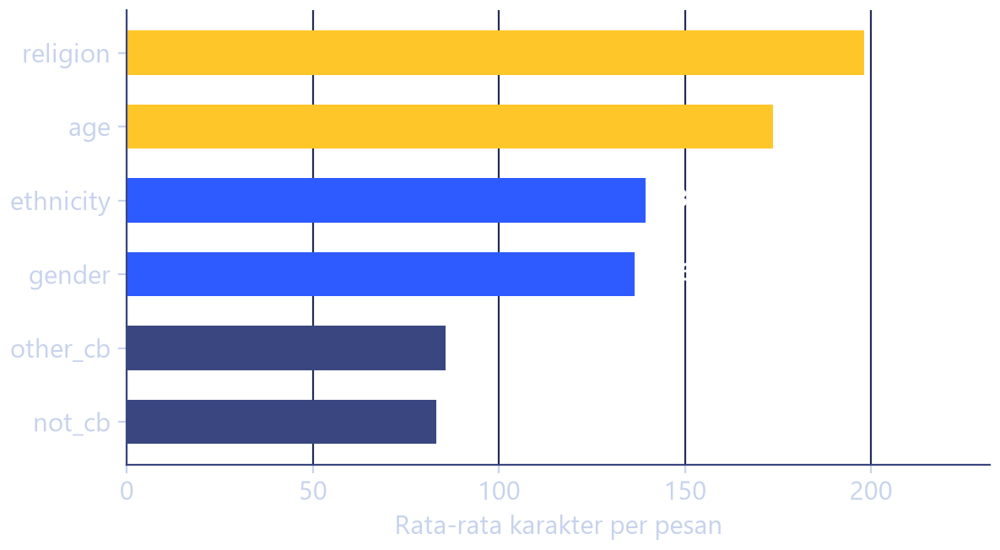 religion
age
ethnicity
gender
other_cb
not_cb
0 50 100 150 200
Rata-rata karakter per pesan